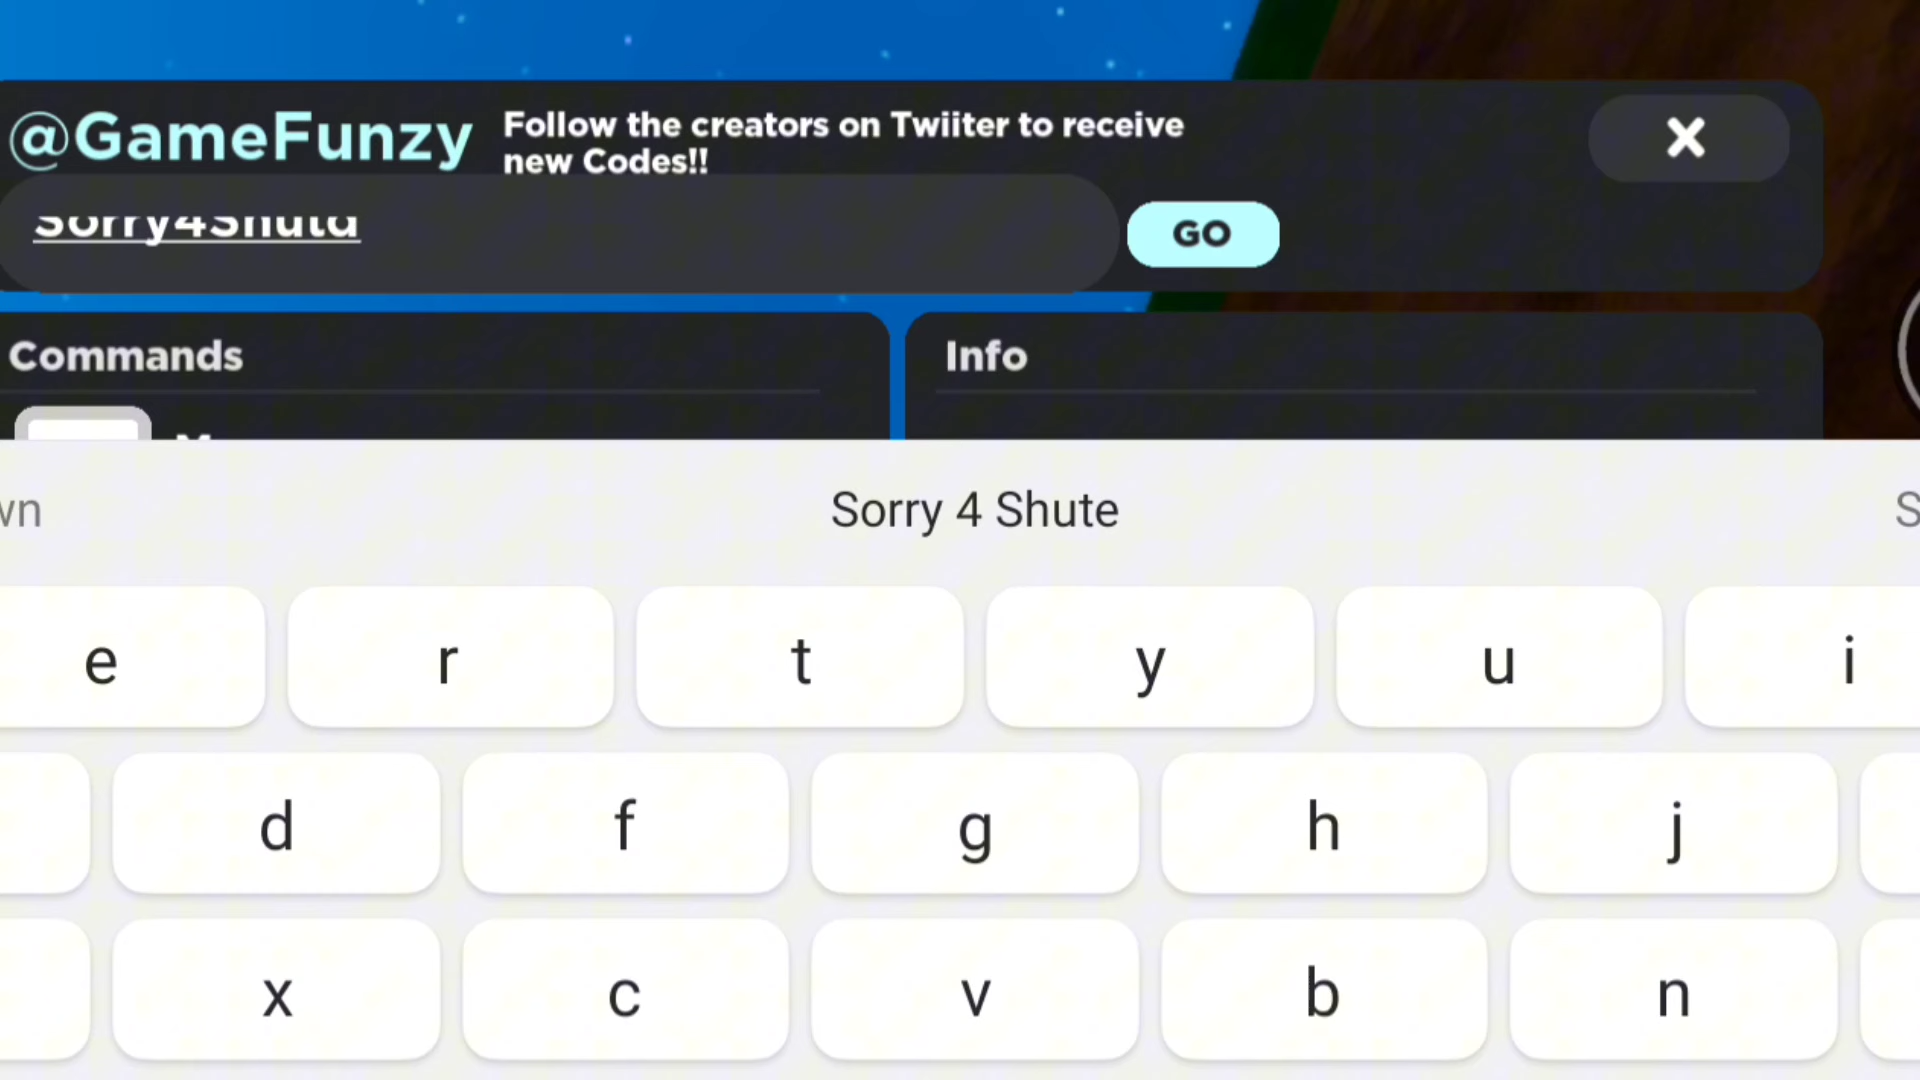 @GameFunzy
Follow the creators on Twiiter to receive
new Codes!!
GO
Commands
Info
Sorry 4 Shute
e r t y u i
d f g h j
x c v b n